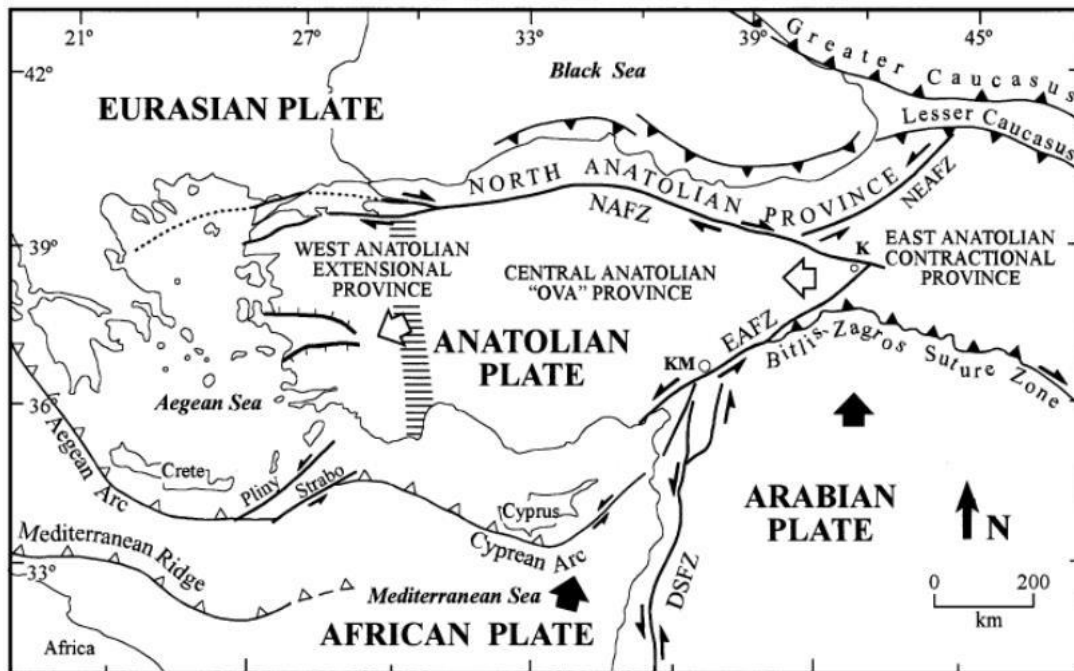 21° 27° 33° 39° 45°
42°
39°
36°
33°
Black Sea
Greater Caucasus
Lesser Caucasus
EURASIAN PLATE
NORTH ANATOLIAN PROVINCE
NAFZ
NEAFZ
K
WEST ANATOLIAN
EXTENSIONAL
PROVINCE
CENTRAL ANATOLIAN
"OVA" PROVINCE
EAST ANATOLIAN
CONTRACTIONAL
PROVINCE
ANATOLIAN
PLATE
EAFZ
KM
Bitlis-Zagros Suture Zone
Aegean Sea
Aegean Arc
Crete
Pliny
Strabo
Cyprus
Cyprean Arc
ARABIAN
PLATE
N
Mediterranean Ridge
Mediterranean Sea
DSFZ
0 200
km
AFRICAN PLATE
Africa